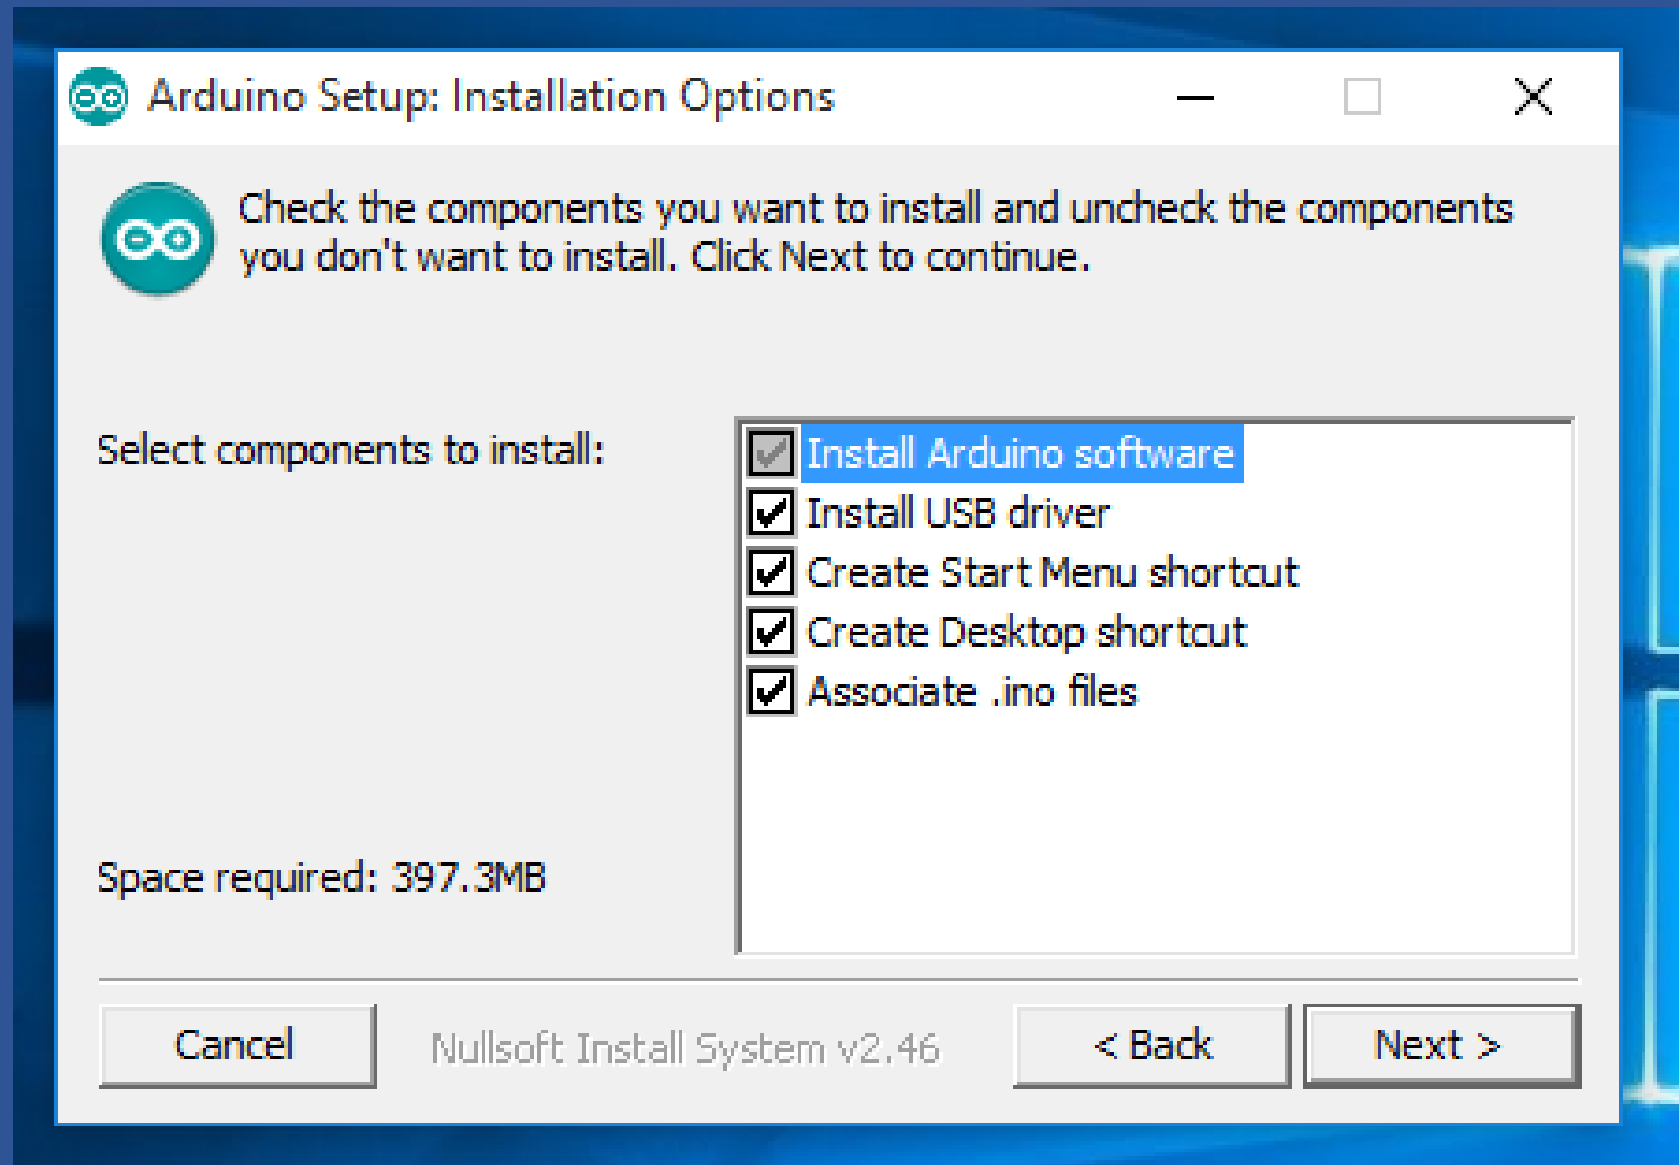 Arduino Setup: Installation Options
Check the components you want to install and uncheck the components
you don't want to install. Click Next to continue.
Select components to install:
Install Arduino software
Install USB driver
Create Start Menu shortcut
Create Desktop shortcut
Associate .ino files
Space required: 397.3MB
Cancel
Nullsoft Install System v2.46
< Back
Next >